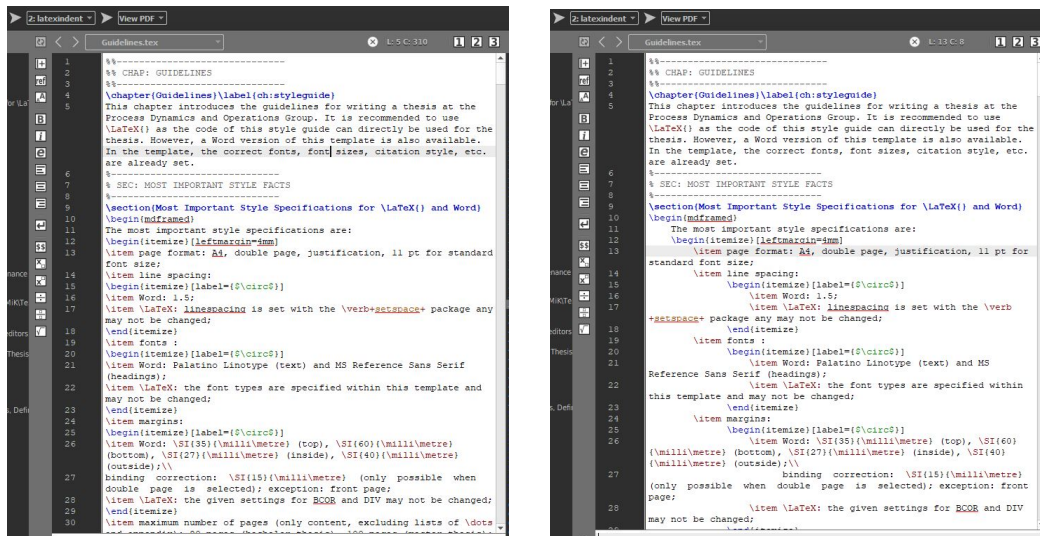 2: latexindent
View PDF
Guidelines.tex
L: 5 C: 310
1 2 3
1 %%------------------------------
2 %% CHAP: GUIDELINES
3 %%------------------------------
4 \chapter{Guidelines}\label{ch:styleguide}
5 This chapter introduces the guidelines for writing a thesis at the
Process Dynamics and Operations Group. It is recommended to use
\LaTeX{} as the code of this style guide can directly be used for the
thesis. However, a Word version of this template is also available.
In the template, the correct fonts, font sizes, citation style, etc.
are already set.
6 %------------------------------
7 % SEC: MOST IMPORTANT STYLE FACTS
8 %------------------------------
9 \section{Most Important Style Specifications for \LaTeX{} and Word}
10 \begin{mdframed}
11 The most important style specifications are:
12 \begin{itemize}[leftmargin=4mm]
13 \item page format: A4, double page, justification, 11 pt for standard
font size;
14 \item line spacing:
15 \begin{itemize}[label={$\circ$}]
16 \item Word: 1.5;
17 \item \LaTeX: linespacing is set with the \verb+setspace+ package any
may not be changed;
18 \end{itemize}
19 \item fonts :
20 \begin{itemize}[label={$\circ$}]
21 \item Word: Palatino Linotype (text) and MS Reference Sans Serif
(headings);
22 \item \LaTeX: the font types are specified within this template and
may not be changed;
23 \end{itemize}
24 \item margins:
25 \begin{itemize}[label={$\circ$}]
26 \item Word: \SI{35}{\milli\metre} (top), \SI{60}{\milli\metre}
(bottom), \SI{27}{\milli\metre} (inside), \SI{40}{\milli\metre}
(outside);\\
27 binding correction: \SI{15}{\milli\metre} (only possible when
double page is selected); exception: front page;
28 \item \LaTeX: the given settings for BCOR and DIV may not be changed;
29 \end{itemize}
30 \item maximum number of pages (only content, excluding lists of \dots
2: latexindent
View PDF
Guidelines.tex
L: 13 C: 8
1 2 3
1 %%------------------------------
2 %% CHAP: GUIDELINES
3 %%------------------------------
4 \chapter{Guidelines}\label{ch:styleguide}
5 This chapter introduces the guidelines for writing a thesis at the
Process Dynamics and Operations Group. It is recommended to use
\LaTeX{} as the code of this style guide can directly be used for the
thesis. However, a Word version of this template is also available.
In the template, the correct fonts, font sizes, citation style, etc.
are already set.
6 %------------------------------
7 % SEC: MOST IMPORTANT STYLE FACTS
8 %------------------------------
9 \section{Most Important Style Specifications for \LaTeX{} and Word}
10 \begin{mdframed}
11 The most important style specifications are:
12 \begin{itemize}[leftmargin=4mm]
13 \item page format: A4, double page, justification, 11 pt for
standard font size;
14 \item line spacing:
15 \begin{itemize}[label={$\circ$}]
16 \item Word: 1.5;
17 \item \LaTeX: linespacing is set with the \verb
+setspace+ package any may not be changed;
18 \end{itemize}
19 \item fonts :
20 \begin{itemize}[label={$\circ$}]
21 \item Word: Palatino Linotype (text) and MS
Reference Sans Serif (headings);
22 \item \LaTeX: the font types are specified within
this template and may not be changed;
23 \end{itemize}
24 \item margins:
25 \begin{itemize}[label={$\circ$}]
26 \item Word: \SI{35}{\milli\metre} (top), \SI{60}
{\milli\metre} (bottom), \SI{27}{\milli\metre} (inside), \SI{40}
{\milli\metre} (outside);\\
27 binding correction: \SI{15}{\milli\metre}
(only possible when double page is selected); exception: front
page;
28 \item \LaTeX: the given settings for BCOR and DIV
may not be changed;